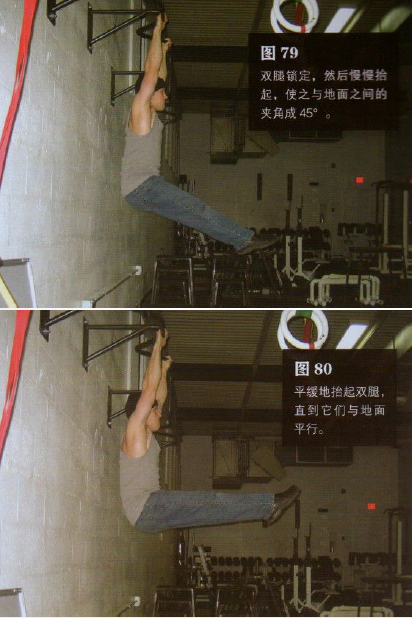 图 79
双腿锁定，然后慢慢抬
起，使之与地面之间的
夹角成 45° 。
图 80
平缓地抬起双腿，
直到它们与地面
平行。